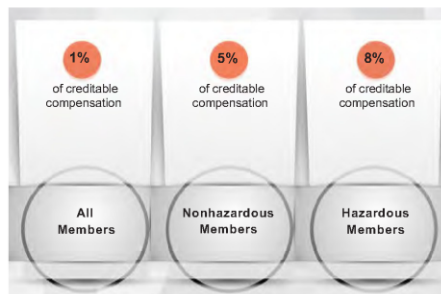 1%
of creditable
compensation
All
Members
5%
of creditable
compensation
Nonhazardous
Members
8%
of creditable
compensation
Hazardous
Members